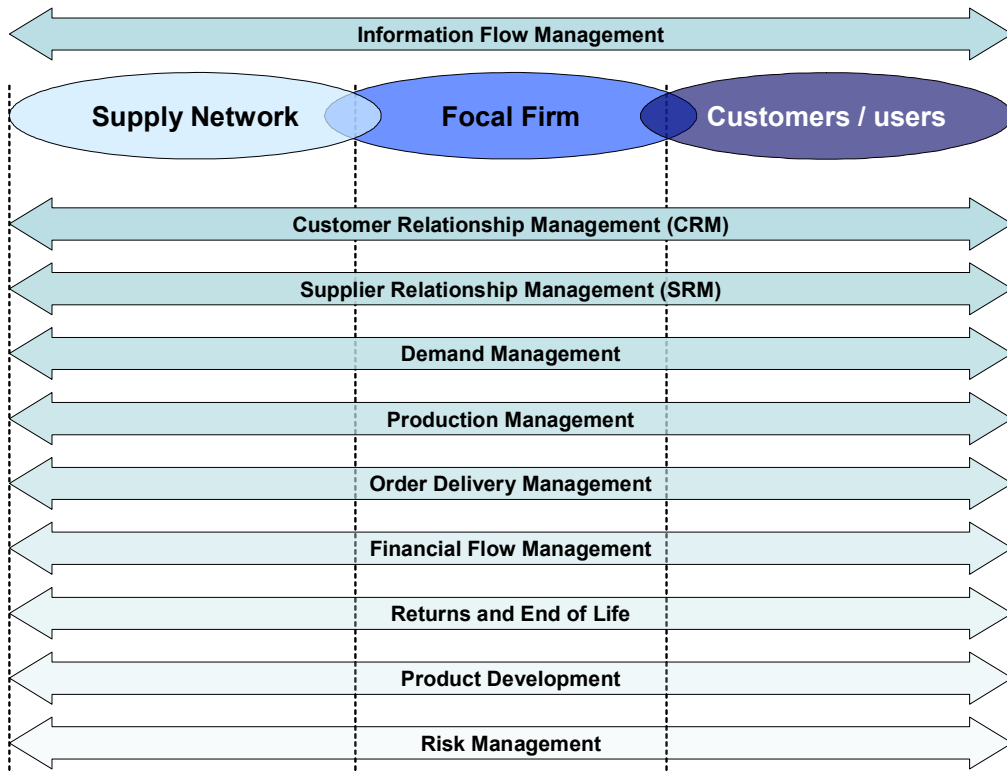 Information Flow Management
Supply Network
Focal Firm
Customers / users
Customer Relationship Management (CRM)
Supplier Relationship Management (SRM)
Demand Management
Production Management
Order Delivery Management
Financial Flow Management
Returns and End of Life
Product Development
Risk Management